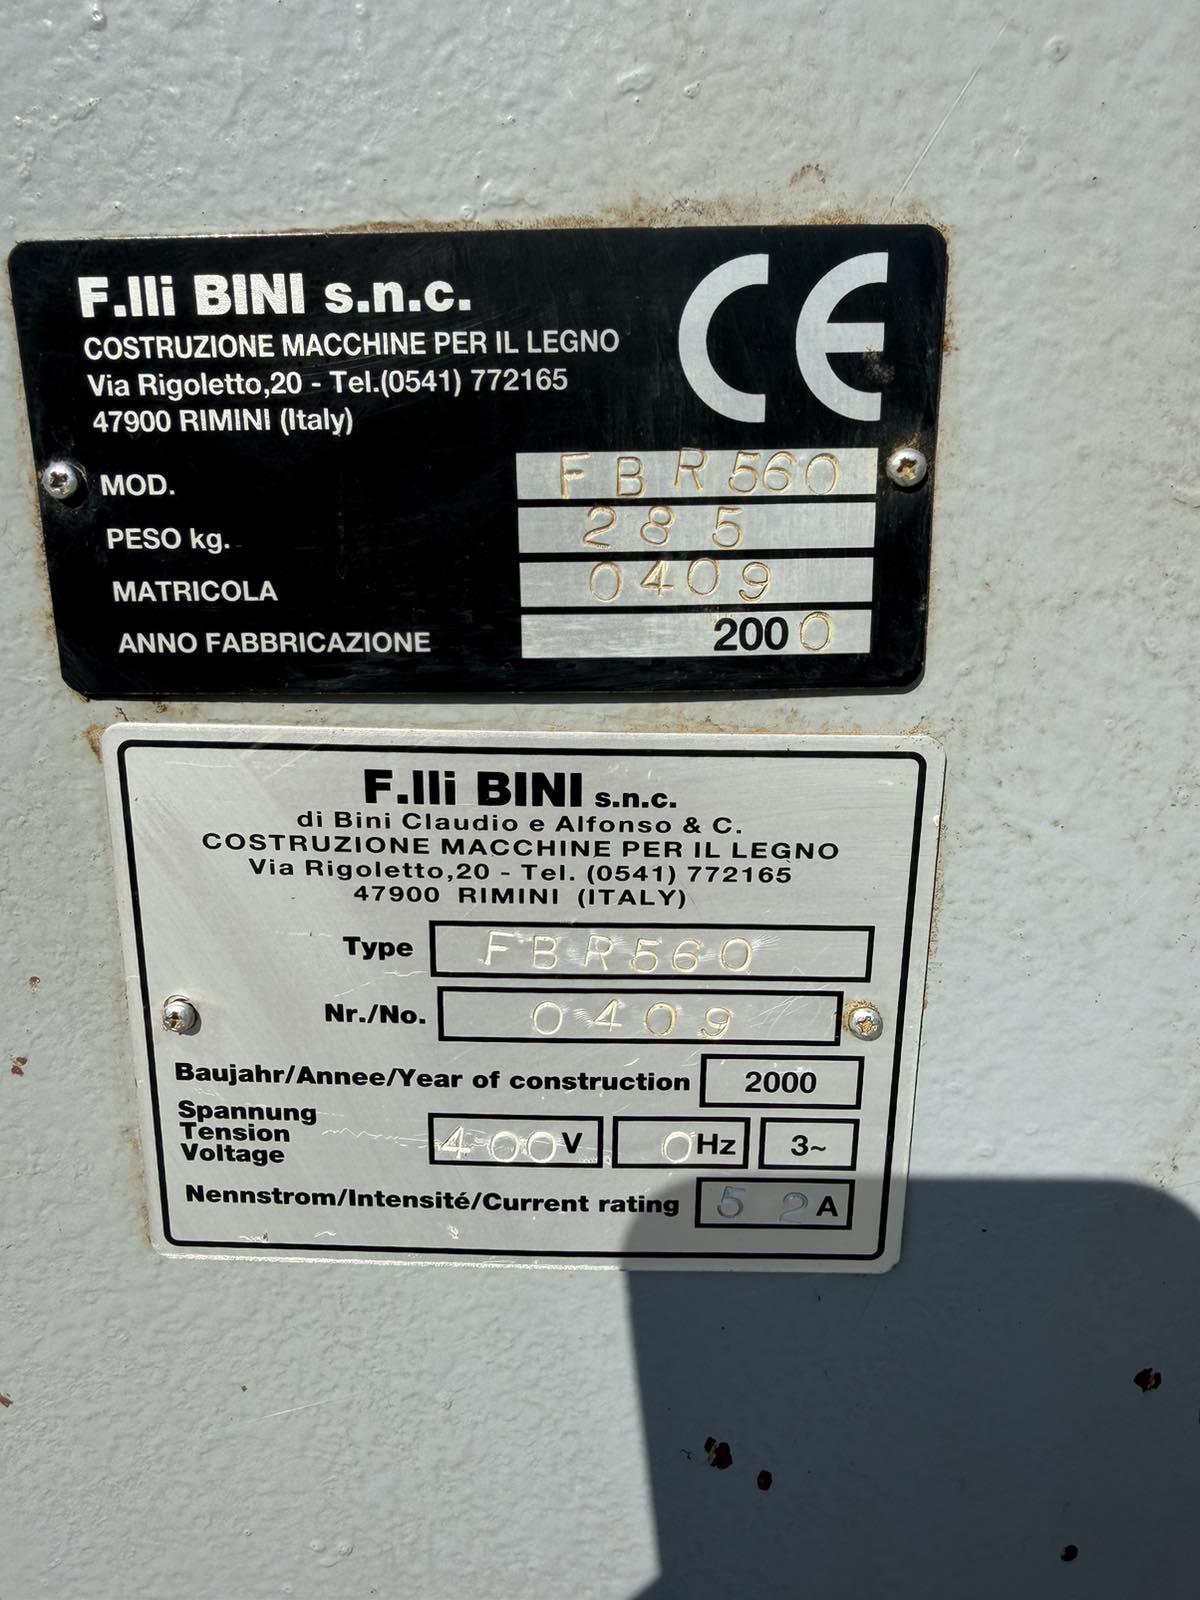 F.lli BINI s.n.c.
COSTRUZIONE MACCHINE PER IL LEGNO
Via Rigoletto,20 - Tel.(0541) 772165
47900 RIMINI (Italy)
CE
MOD. FBR560
PESO kg. 285
MATRICOLA 0409
ANNO FABBRICAZIONE 2000
F.lli BINI s.n.c.
di Bini Claudio e Alfonso & C.
COSTRUZIONE MACCHINE PER IL LEGNO
Via Rigoletto,20 - Tel. (0541) 772165
47900 RIMINI (ITALY)
Type FBR560
Nr./No. 0409
Baujahr/Annee/Year of construction 2000
Spannung
Tension
Voltage
400V 0Hz 3~
Nennstrom/Intensité/Current rating 5 2 A